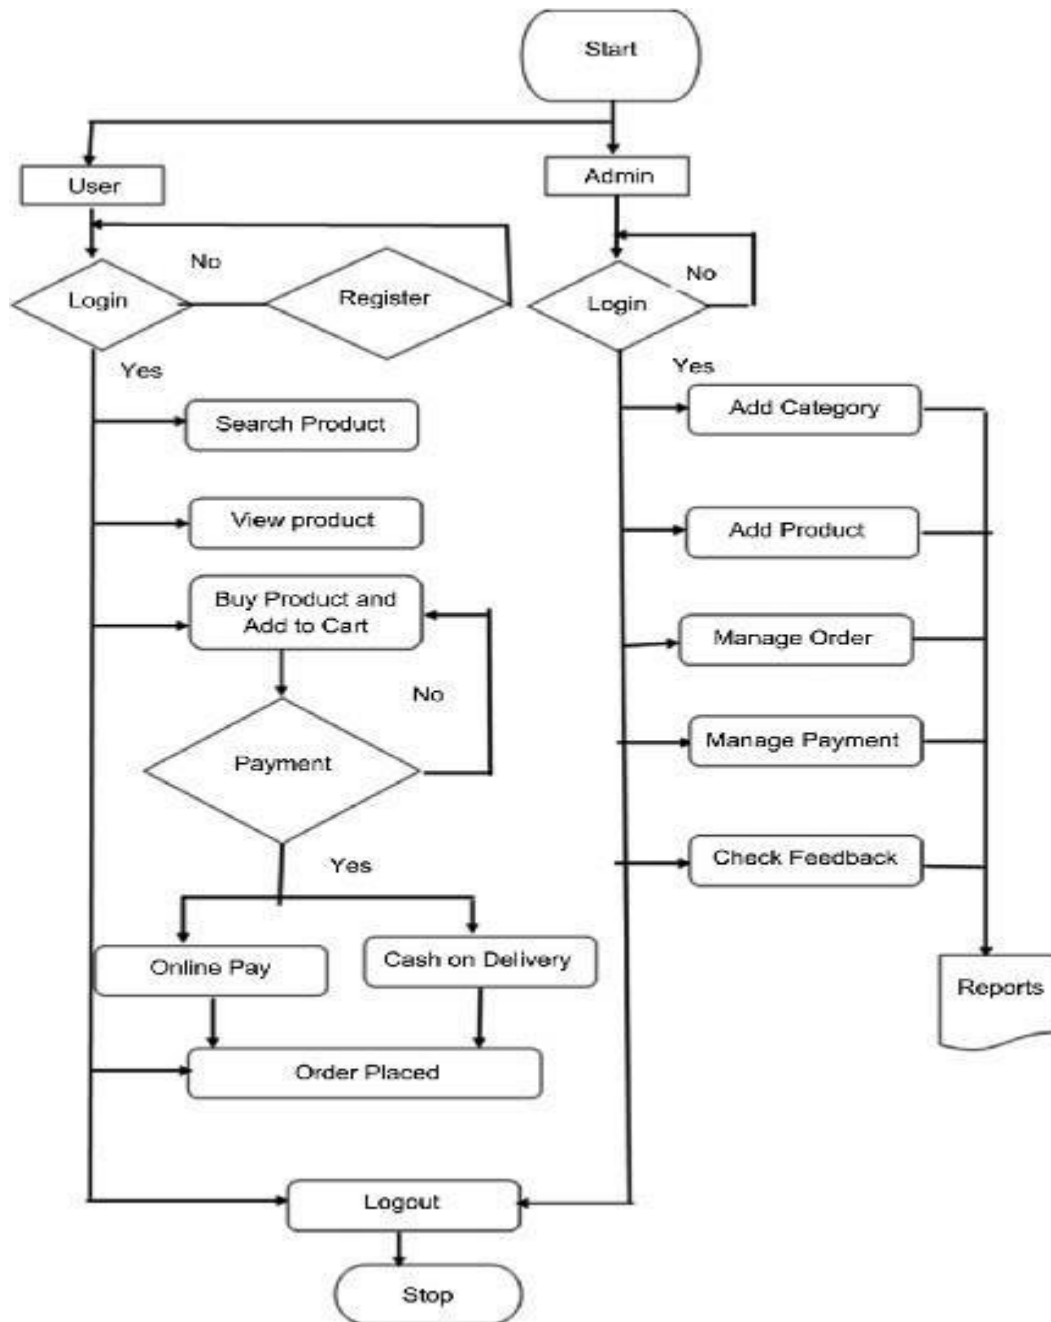 Start
User
Admin
No
Login
Register
Yes
No
Login
Yes
Search Product
View product
Buy Product and
Add to Cart
No
Payment
Yes
Online Pay
Cash on Delivery
Order Placed
Add Category
Add Product
Manage Order
Manage Payment
Check Feedback
Reports
Logout
Stop